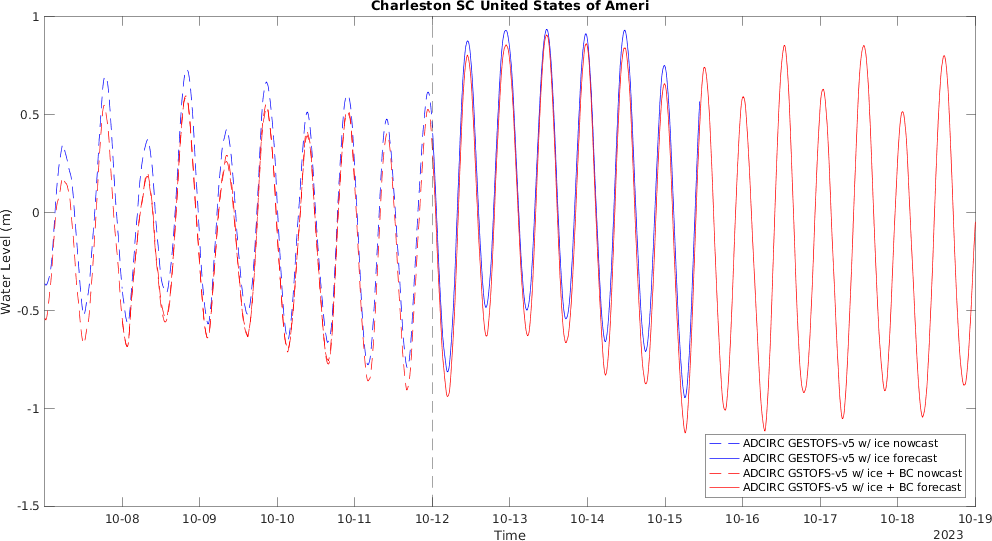 Charleston SC United States of Ameri
1
0.5
0
-0.5
-1
-1.5
Water Level (m)
ADCIRC GESTOFS-v5 w/ ice nowcast
ADCIRC GESTOFS-v5 w/ ice forecast
ADCIRC GSTOFS-v5 w/ ice + BC nowcast
ADCIRC GSTOFS-v5 w/ ice + BC forecast
10-08 10-09 10-10 10-11 10-12 10-13 10-14 10-15 10-16 10-17 10-18 10-19
Time
2023